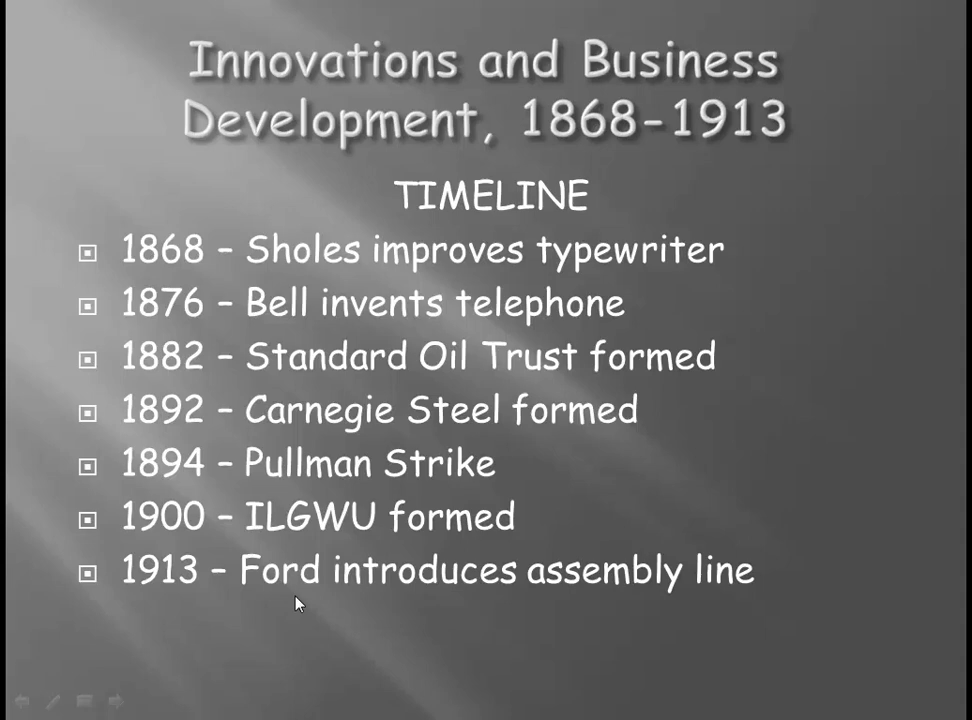 Innovations and Business
Development, 1868-1913
TIMELINE
1868 – Sholes improves typewriter
1876 – Bell invents telephone
1882 – Standard Oil Trust formed
1892 – Carnegie Steel formed
1894 – Pullman Strike
1900 – ILGWU formed
1913 – Ford introduces assembly line